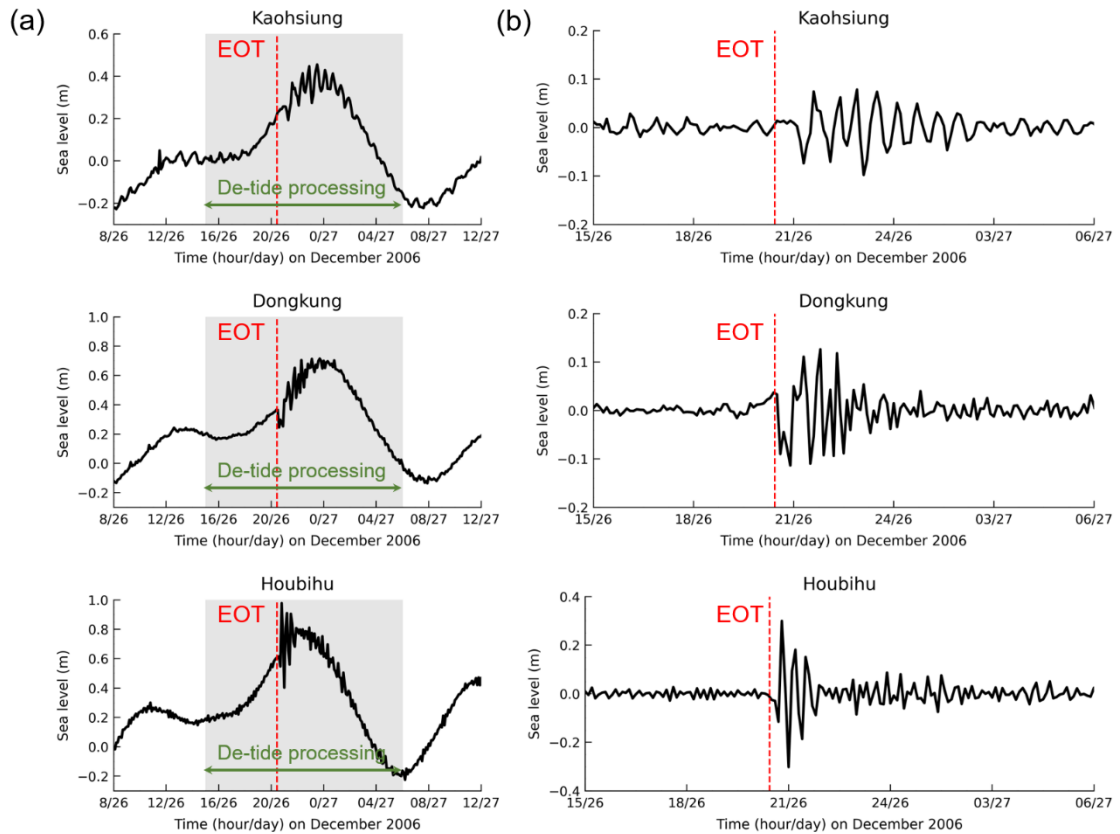 (a)
Kaohsiung
EOT
De-tide processing
Sea level (m)
0.6
0.4
0.2
0.0
−0.2
8/26 12/26 16/26 20/26 0/27 04/27 08/27 12/27
Time (hour/day) on December 2006
Dongkung
EOT
De-tide processing
Sea level (m)
1.0
0.8
0.6
0.4
0.2
0.0
−0.2
8/26 12/26 16/26 20/26 0/27 04/27 08/27 12/27
Time (hour/day) on December 2006
Houbihu
EOT
De-tide processing
Sea level (m)
1.0
0.8
0.6
0.4
0.2
0.0
−0.2
8/26 12/26 16/26 20/26 0/27 04/27 08/27 12/27
Time (hour/day) on December 2006
(b)
Kaohsiung
EOT
Sea level (m)
0.2
0.1
0.0
−0.1
−0.2
15/26 18/26 21/26 24/26 03/27 06/27
Time (hour/day) on December 2006
Dongkung
EOT
Sea level (m)
0.2
0.1
0.0
−0.1
−0.2
15/26 18/26 21/26 24/26 03/27 06/27
Time (hour/day) on December 2006
Houbihu
EOT
Sea level (m)
0.4
0.2
0.0
−0.2
−0.4
15/26 18/26 21/26 24/26 03/27 06/27
Time (hour/day) on December 2006